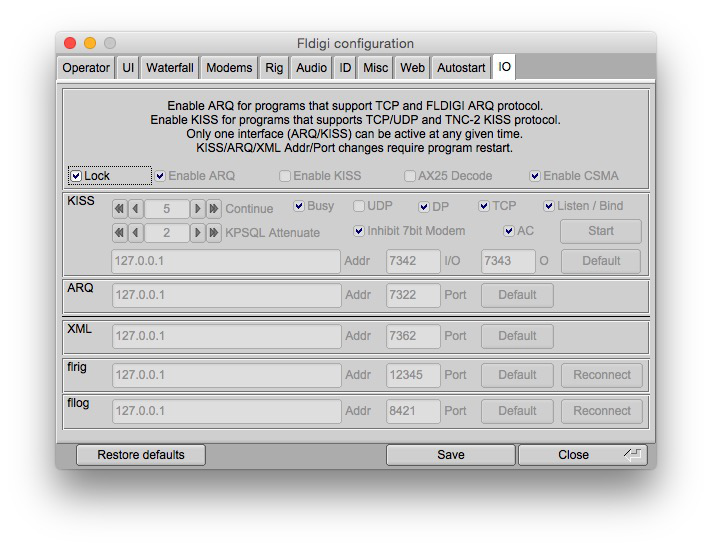 Fldigi configuration
Operator UI Waterfall Modems Rig Audio ID Misc Web Autostart IO
Enable ARQ for programs that support TCP and FLDIGI ARQ protocol.
Enable KISS for programs that supports TCP/UDP and TNC-2 KISS protocol.
Only one interface (ARQ/KISS) can be active at any given time.
KISS/ARQ/XML Addr/Port changes require program restart.
Lock Enable ARQ Enable KISS AX25 Decode Enable CSMA
KISS 5 Continue Busy UDP DP TCP Listen / Bind
2 KPSQL Attenuate Inhibit 7bit Modem AC Start
127.0.0.1 Addr 7342 I/O 7343 O Default
ARQ 127.0.0.1 Addr 7322 Port Default
XML 127.0.0.1 Addr 7362 Port Default
flrig 127.0.0.1 Addr 12345 Port Default Reconnect
fllog 127.0.0.1 Addr 8421 Port Default Reconnect
Restore defaults Save Close